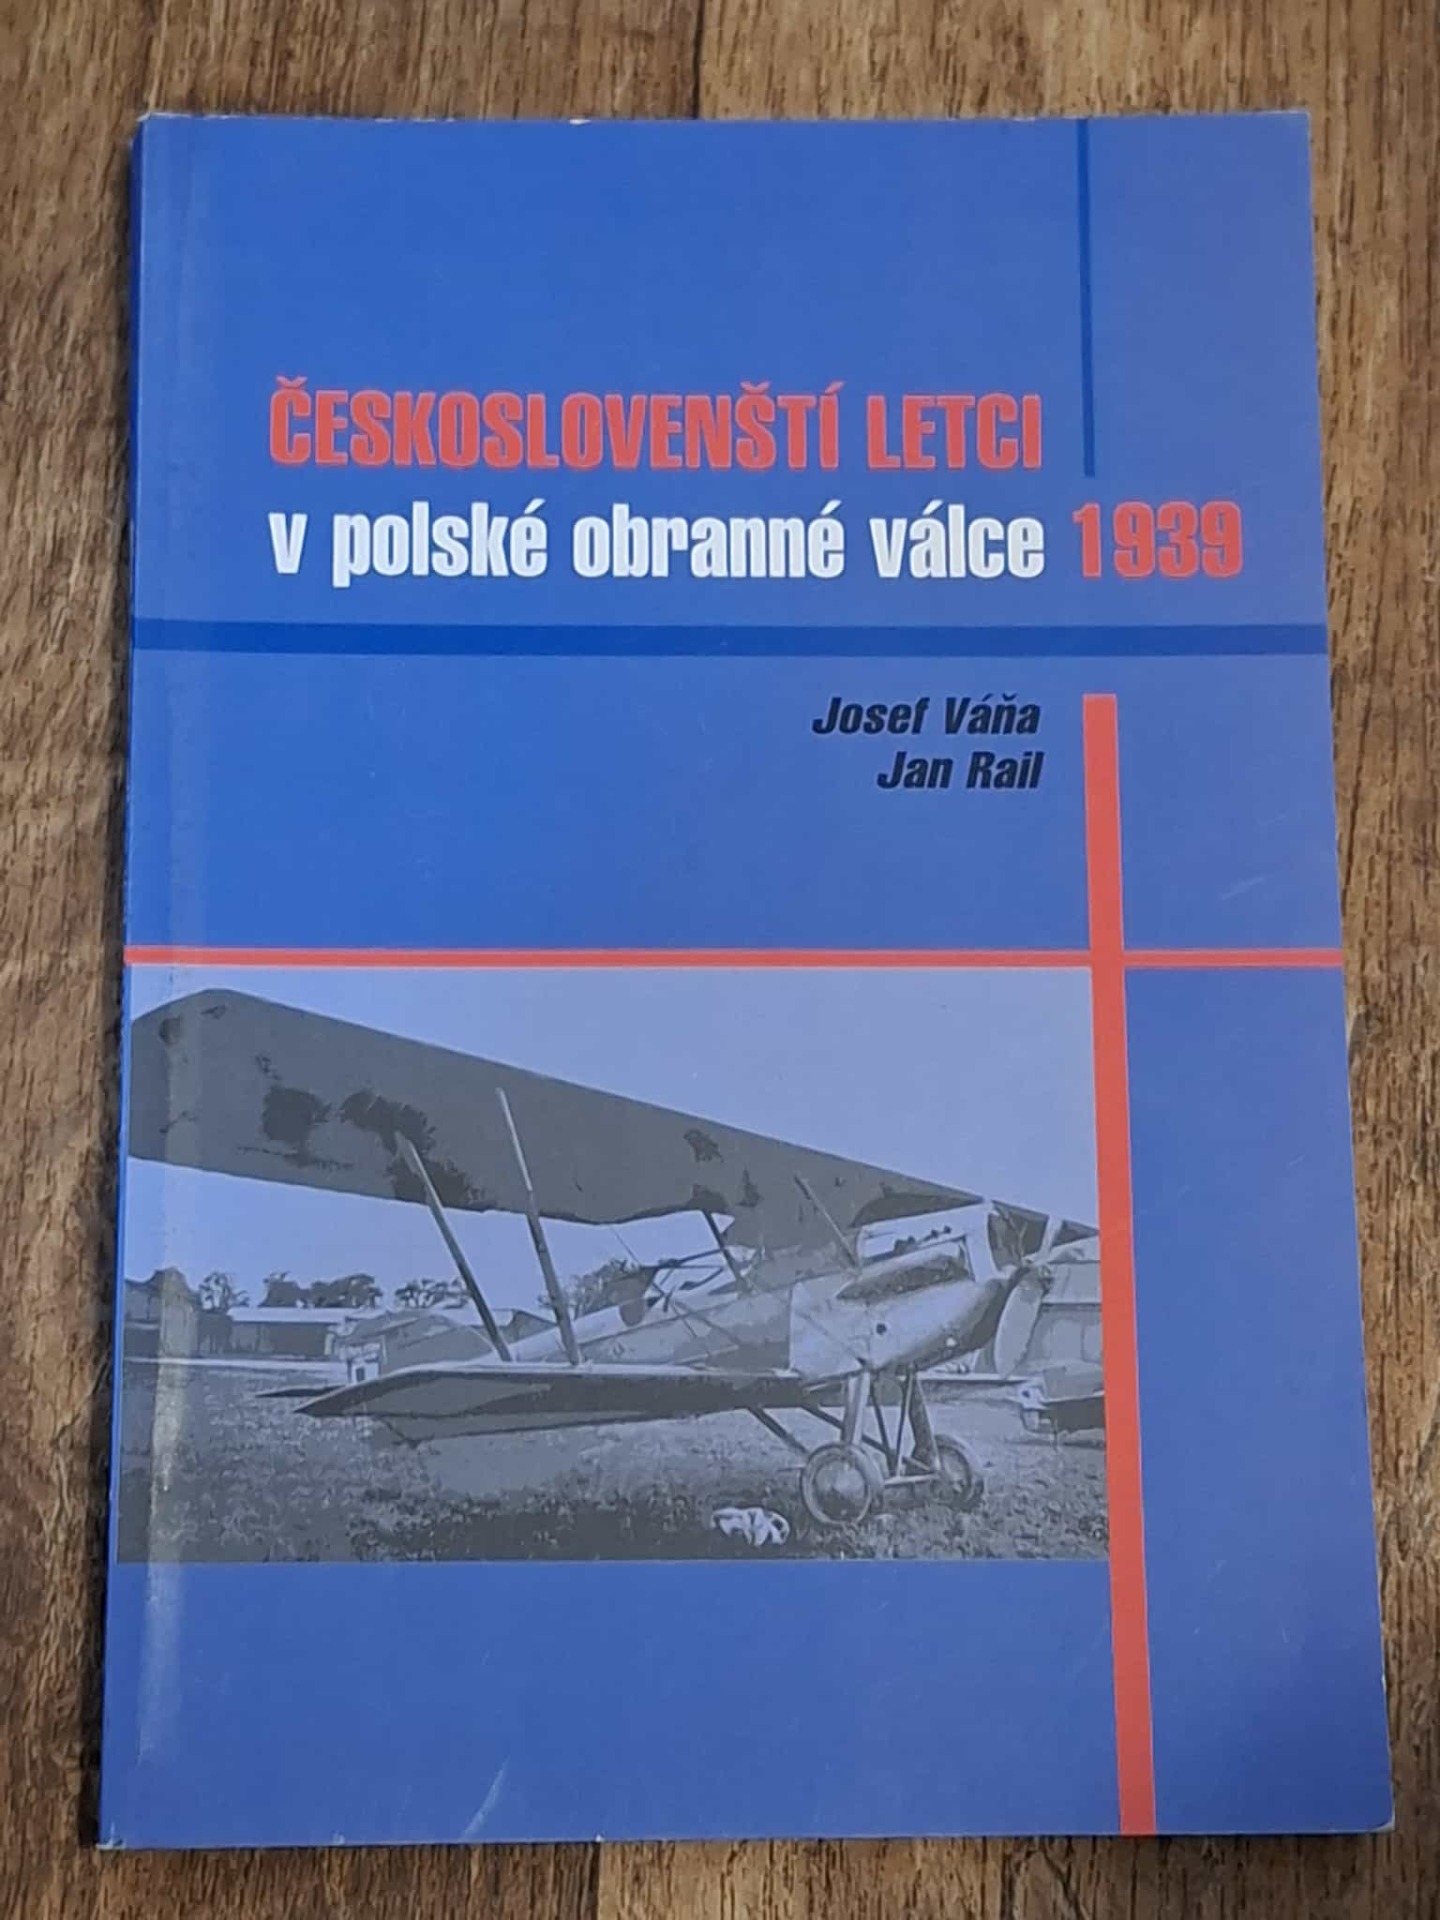 ČESKOSLOVENŠTÍ LETCI
v polské obranné válce 1939
Josef Váňa
Jan Rail